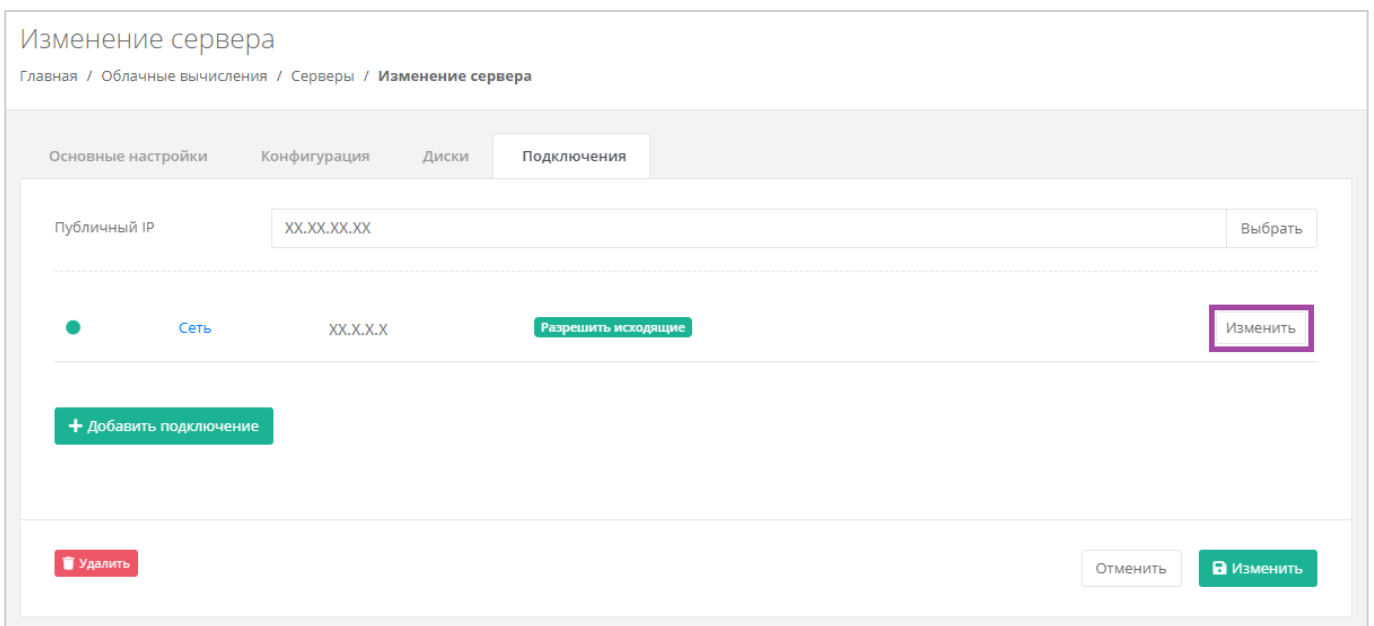 Изменение сервера
Главная / Облачные вычисления / Серверы / Изменение сервера
Основные настройки Конфигурация Диски Подключения
Публичный IP XX.XX.XX.XX Выбрать
Сеть XX.X.X.X Разрешить исходящие Изменить
+ Добавить подключение
Удалить Отменить Изменить